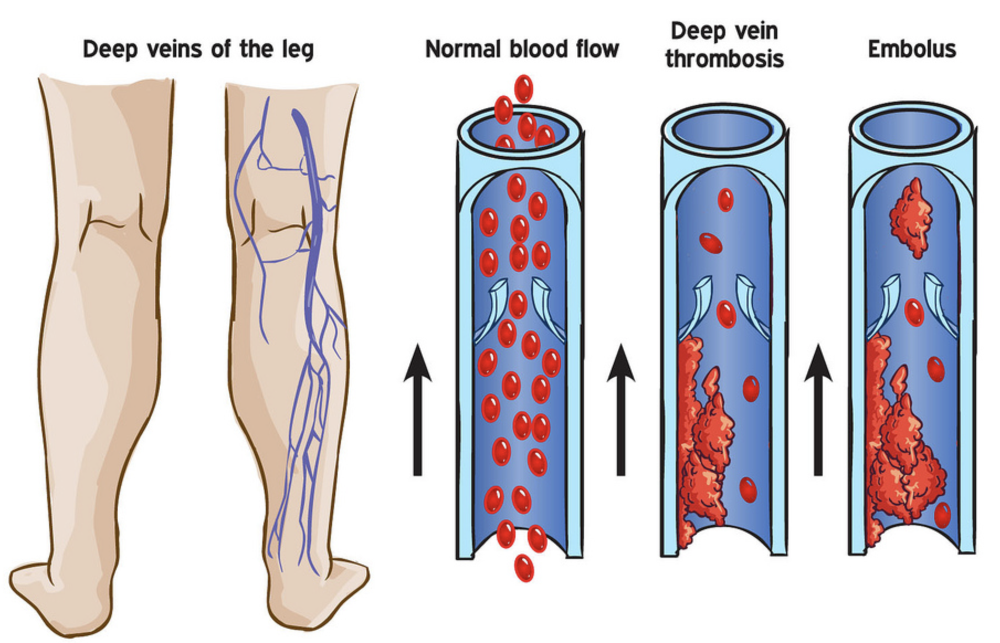 Deep veins of the leg
Normal blood flow
Deep vein
thrombosis
Embolus